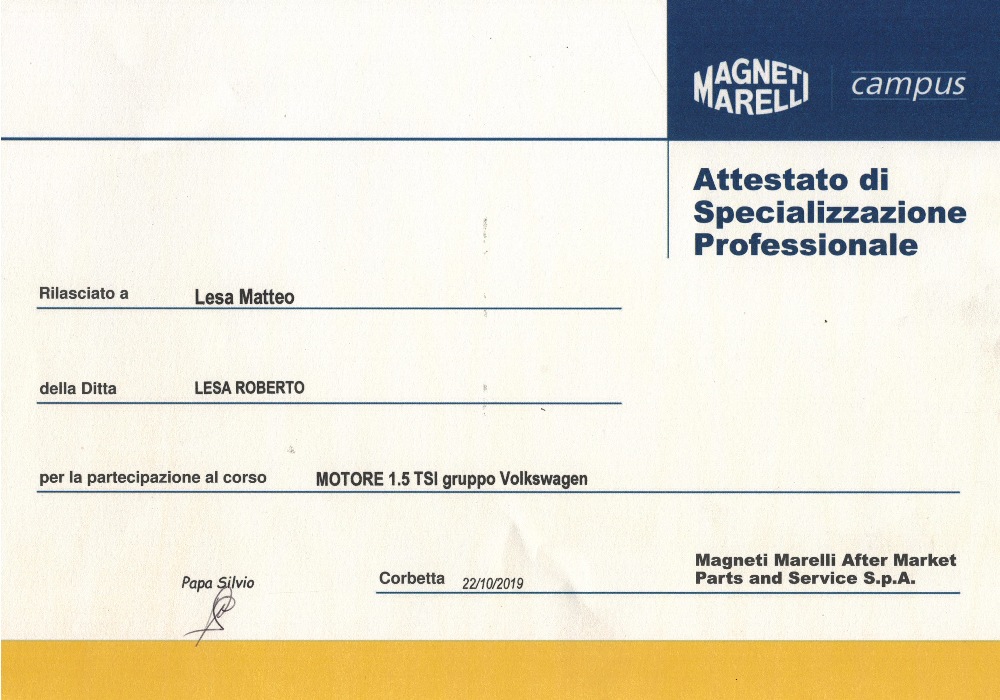 MAGNETI
MARELLI
campus
Attestato di
Specializzazione
Professionale
Rilasciato a Lesa Matteo
della Ditta LESA ROBERTO
per la partecipazione al corso MOTORE 1.5 TSI gruppo Volkswagen
Papa Silvio
Corbetta 22/10/2019
Magneti Marelli After Market
Parts and Service S.p.A.